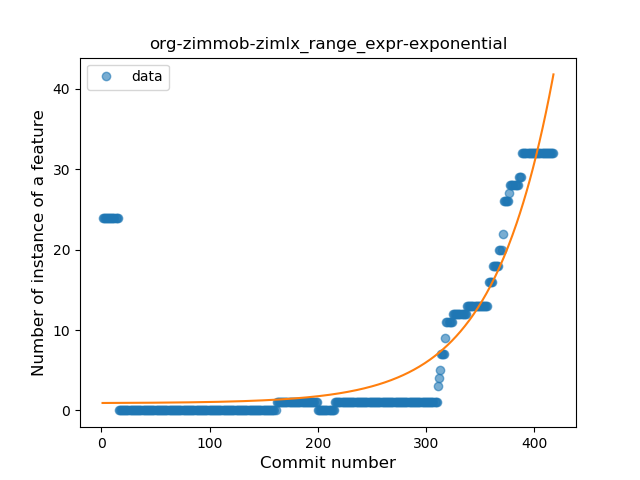 org-zimmob-zimlx_range_expr-exponential
data
Number of instance of a feature
40
30
20
10
0
0 100 200 300 400
Commit number